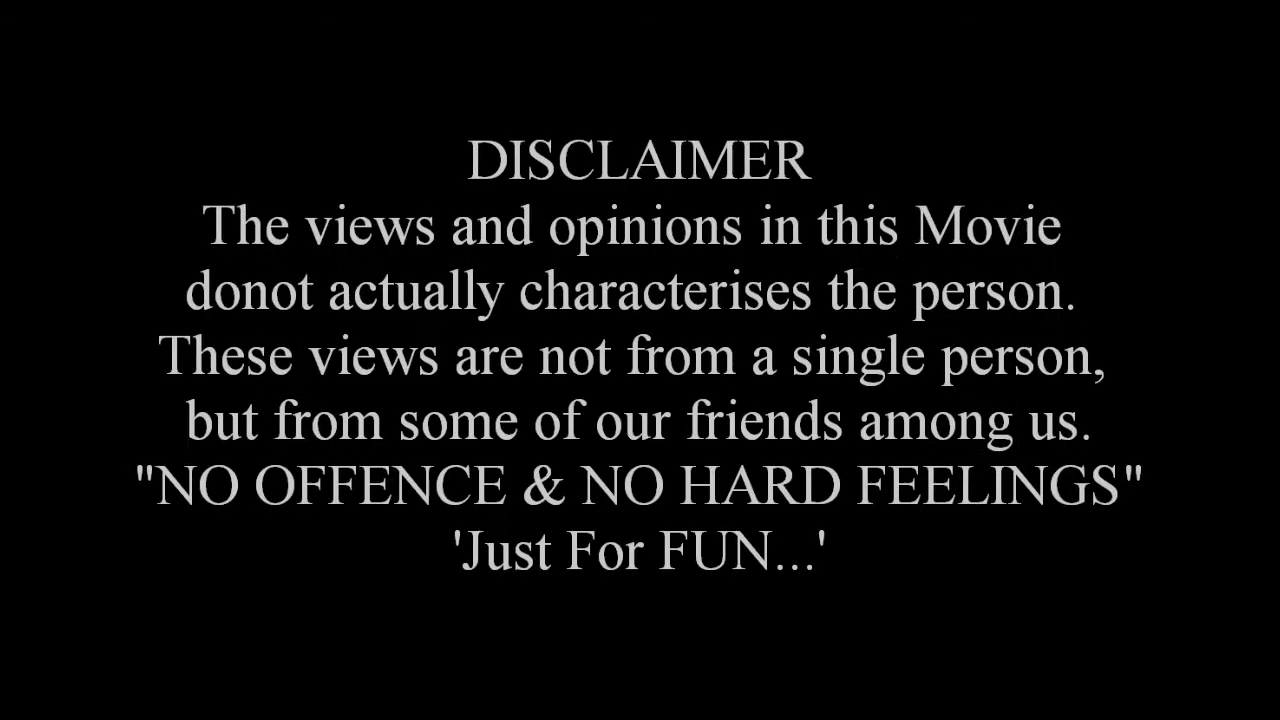 DISCLAIMER
The views and opinions in this Movie
donot actually characterises the person.
These views are not from a single person,
but from some of our friends among us.
"NO OFFENCE & NO HARD FEELINGS"
'Just For FUN...'